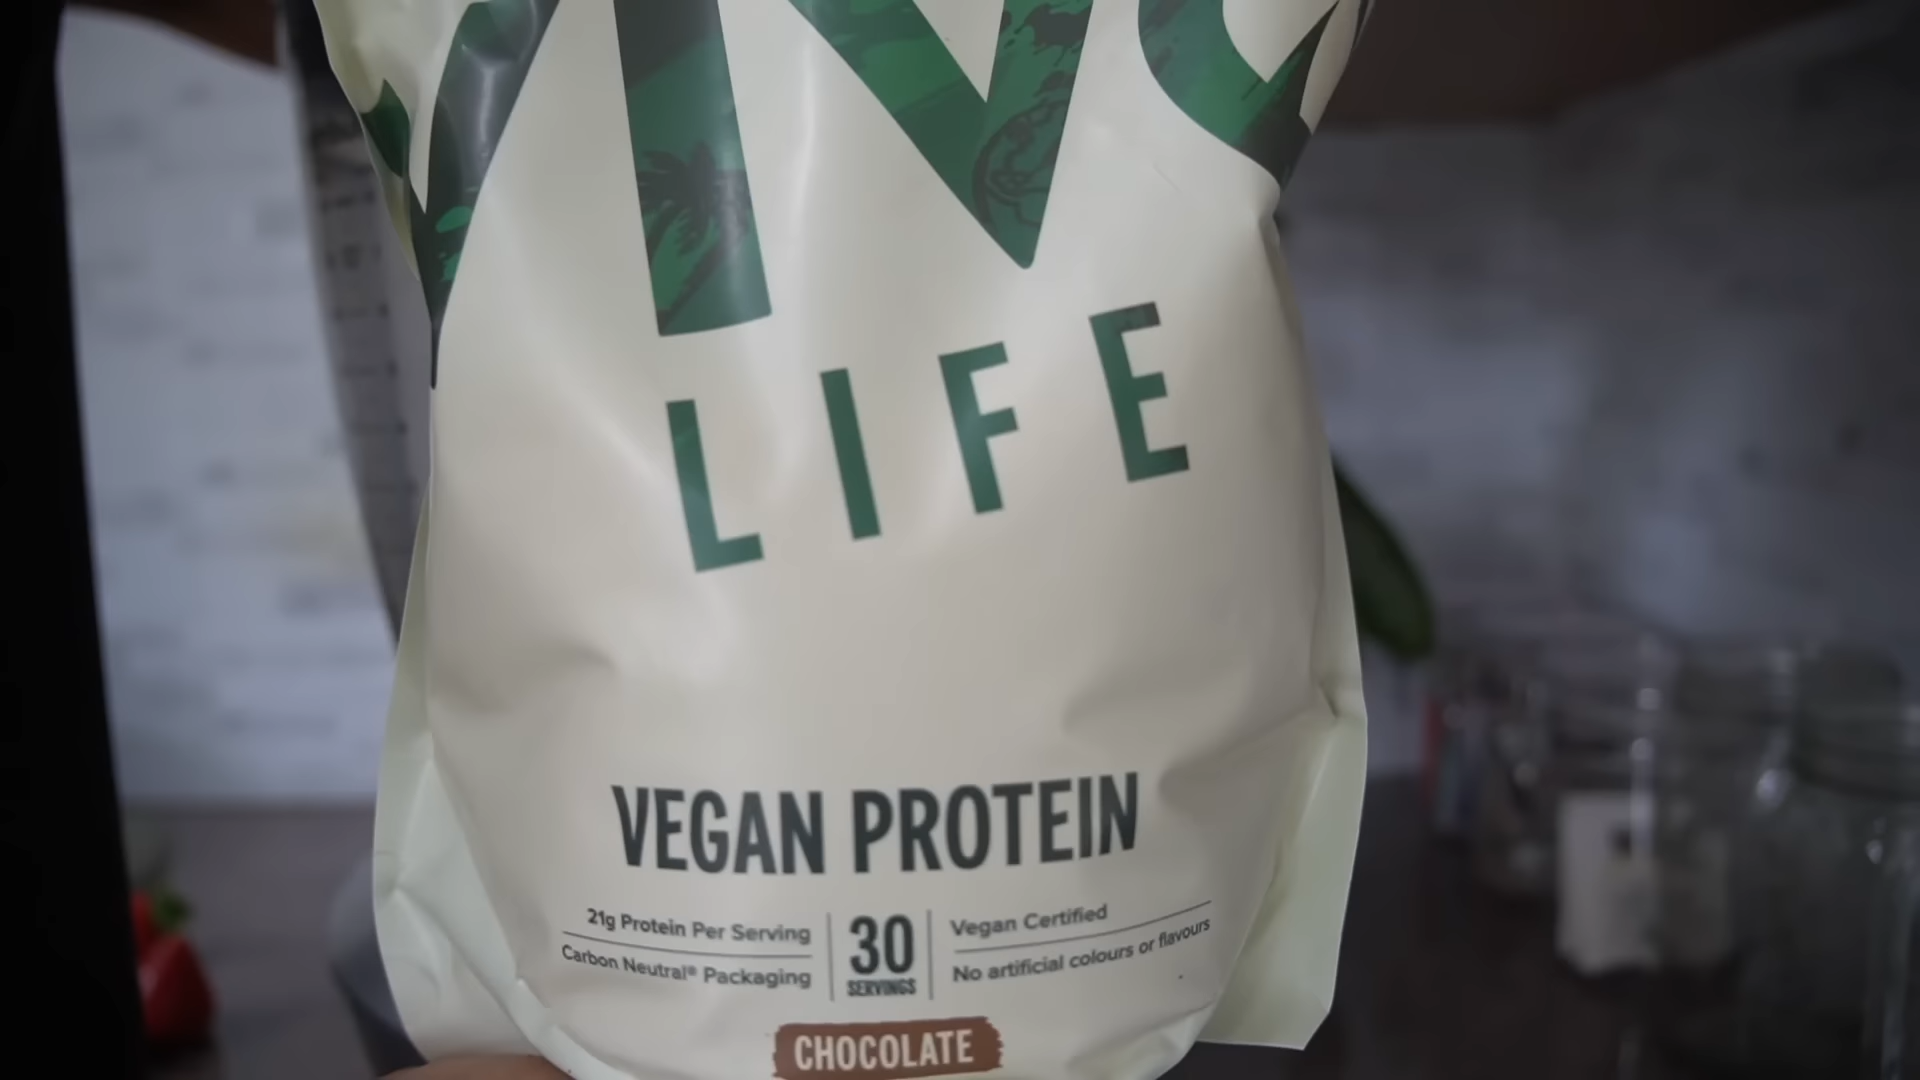 LIFE
VEGAN PROTEIN
21g Protein Per Serving
Carbon Neutral® Packaging
30
SERVINGS
Vegan Certified
No artificial colours or flavours
CHOCOLATE